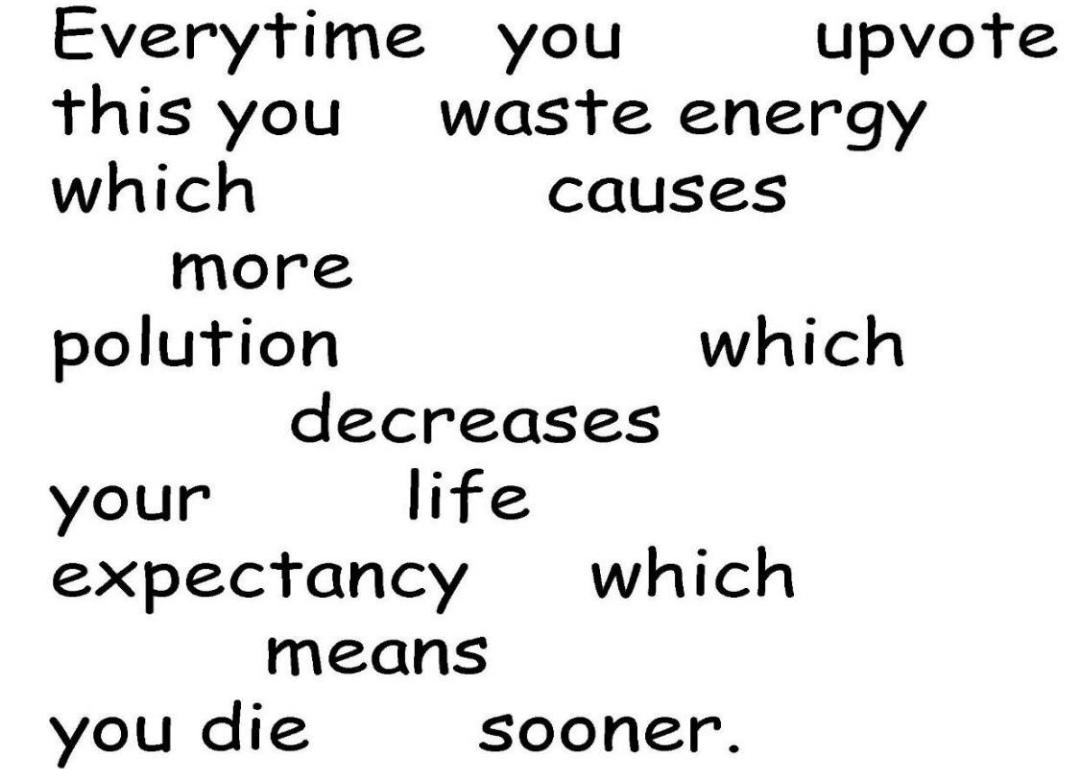 Everytime you upvote
this you waste energy
which causes
more
polution which
decreases
your life
expectancy which
means
you die sooner.